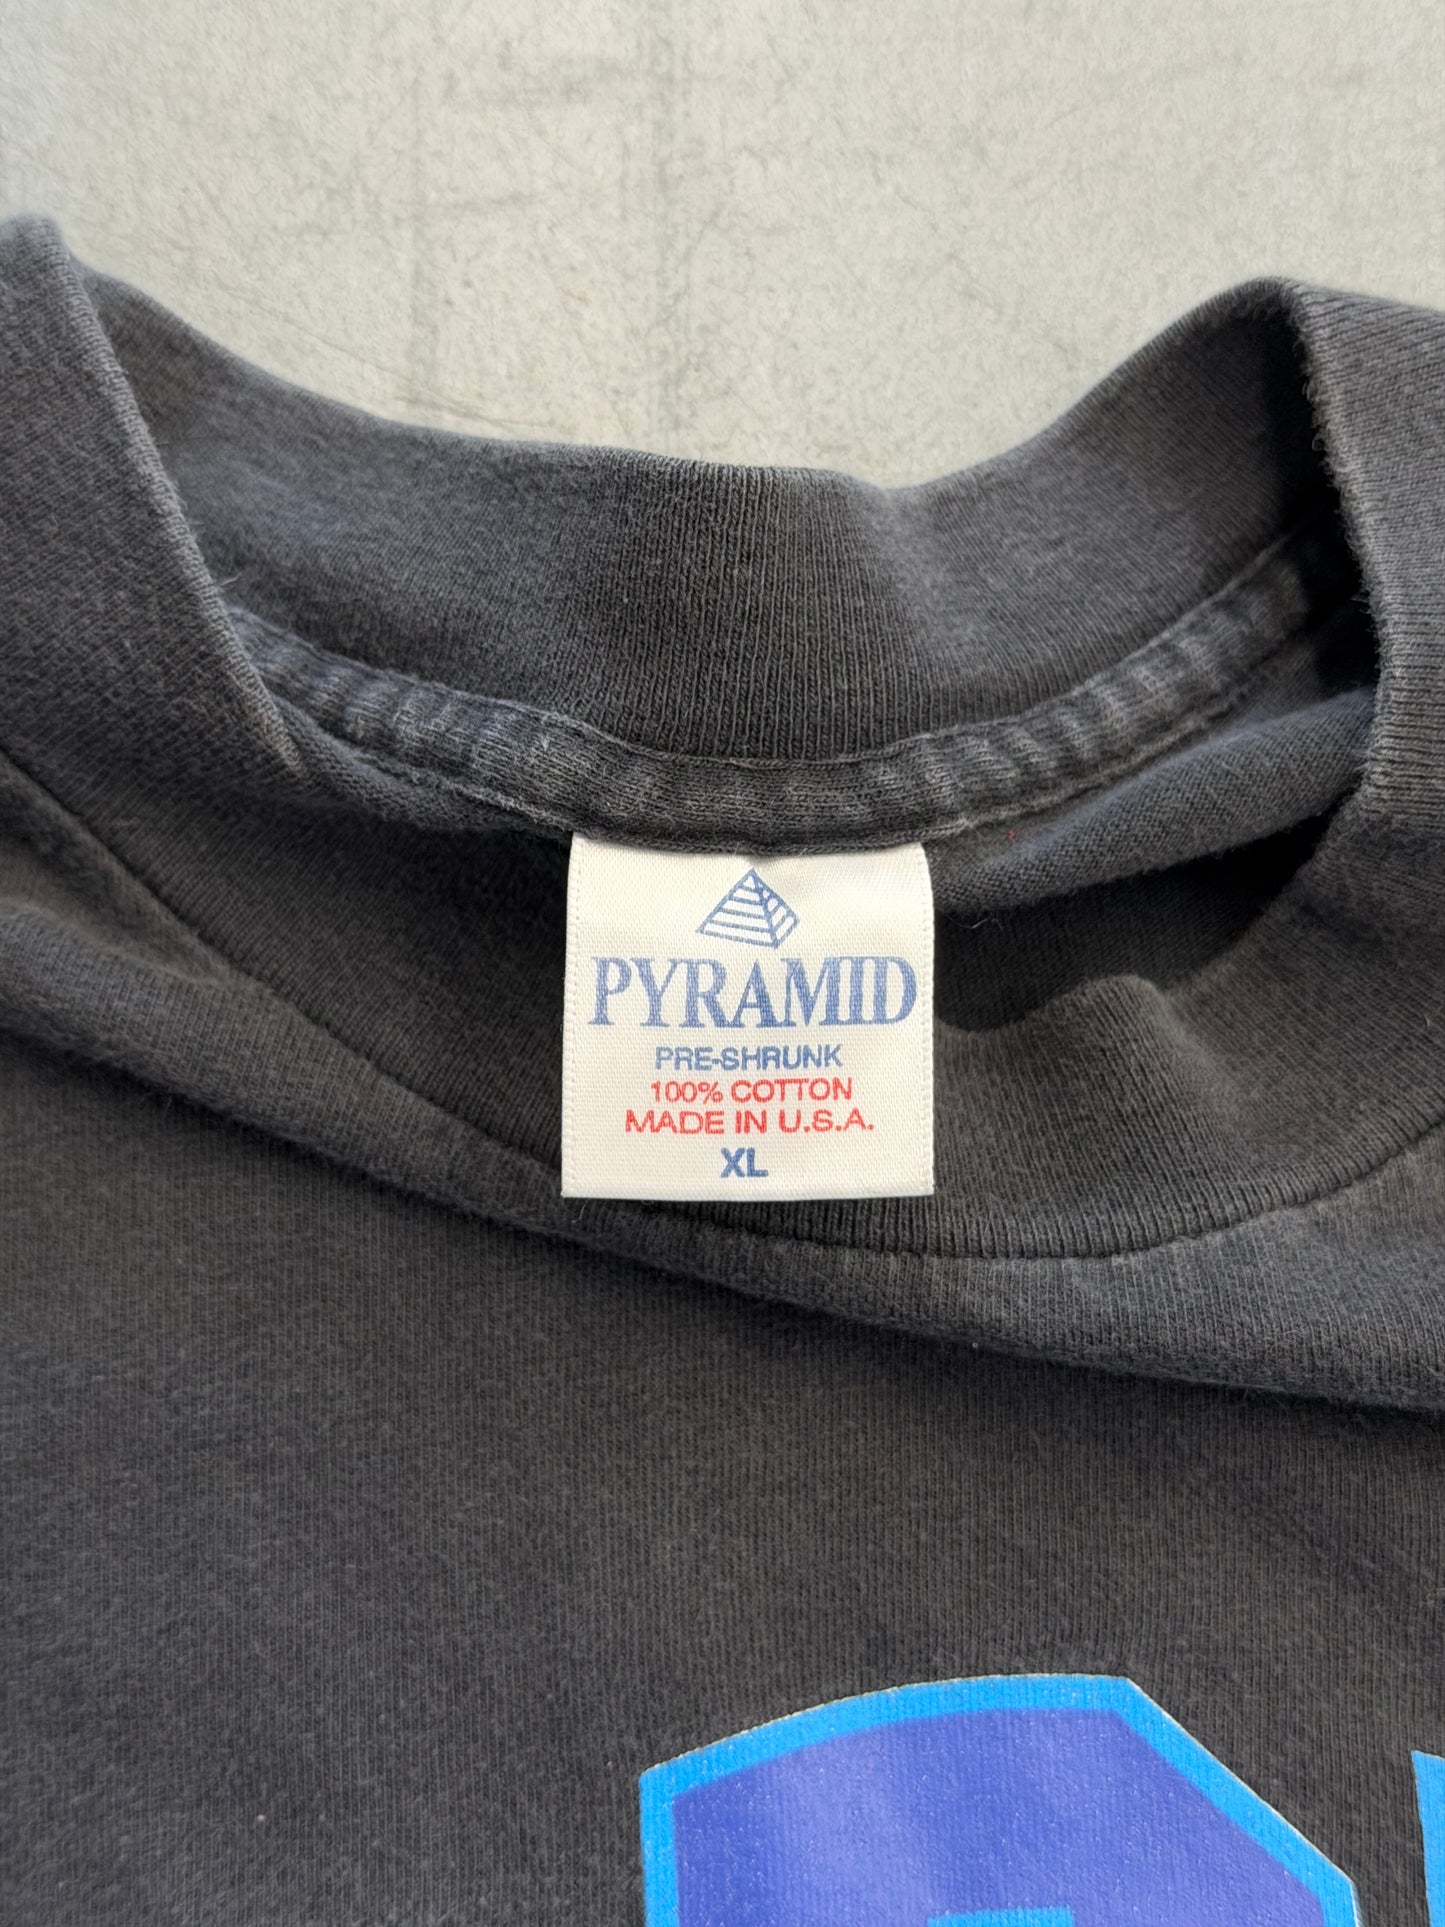 PYRAMID
PRE-SHRUNK
100% COTTON
MADE IN U.S.A.
XL